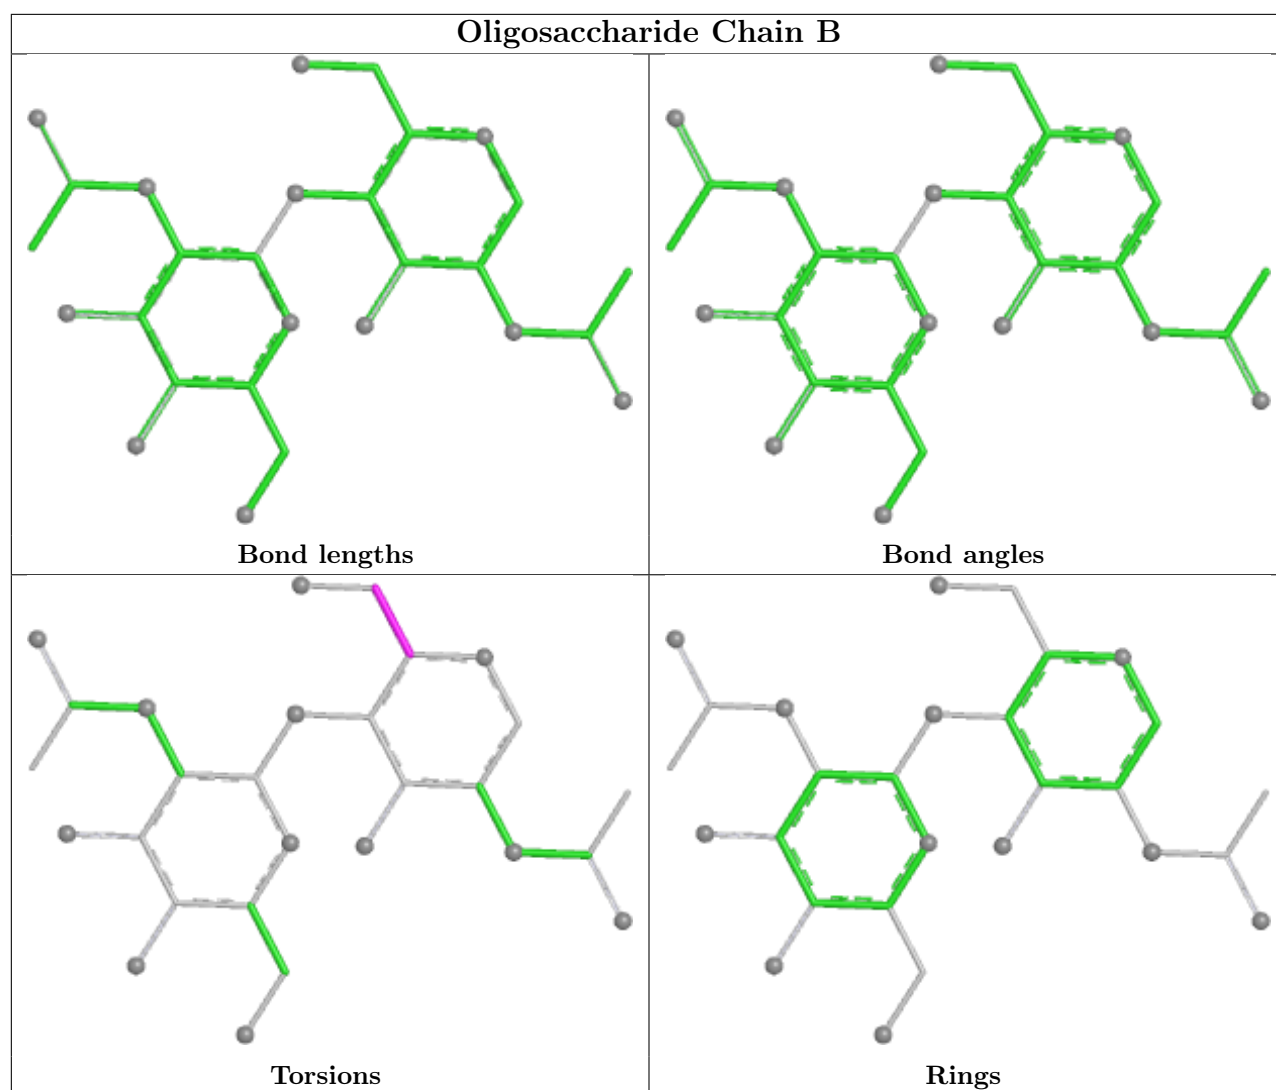 Oligosaccharide Chain B
Bond lengths
Bond angles
Torsions
Rings